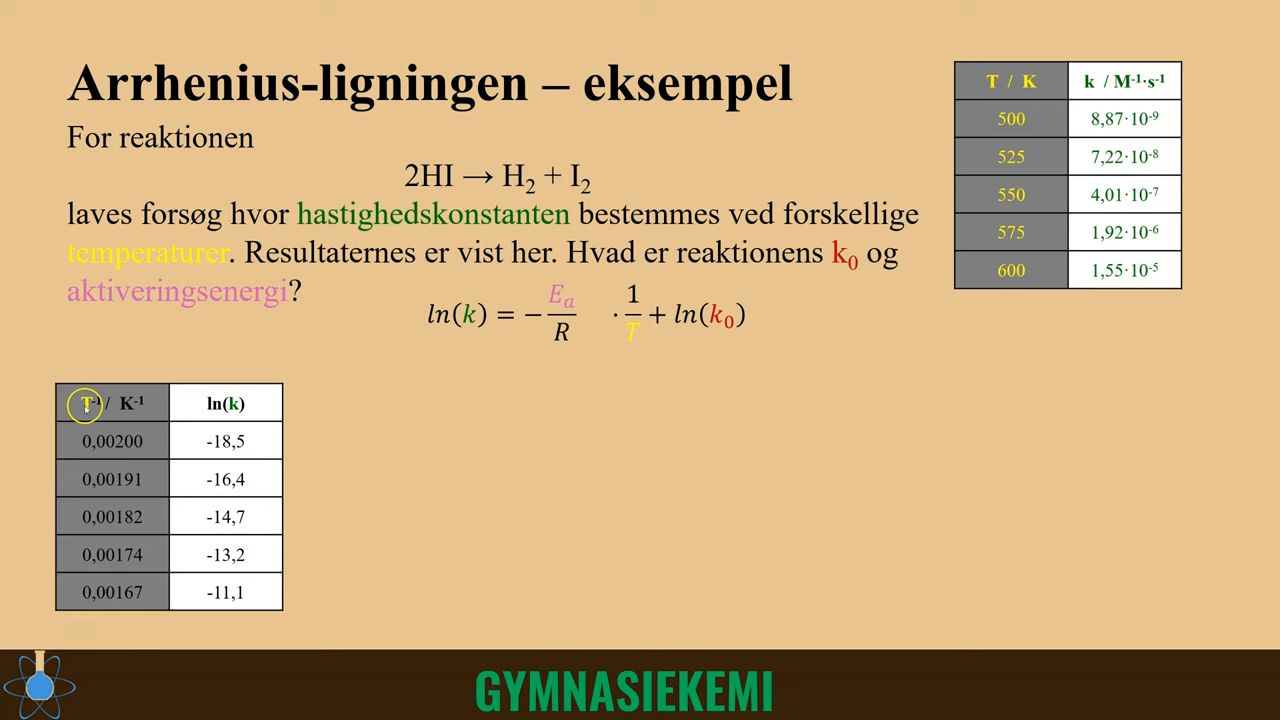 Arrhenius-ligningen – eksempel
For reaktionen
2HI → H₂ + I₂
laves forsøg hvor hastighedskonstanten bestemmes ved forskellige
temperaturer. Resultaternes er vist her. Hvad er reaktionens k₀ og
aktiveringsenergi?
ln(k) = − Eₐ/R · 1/T + ln(k₀)
T / K k / M⁻¹·s⁻¹
500 8,87·10⁻⁹
525 7,22·10⁻⁸
550 4,01·10⁻⁷
575 1,92·10⁻⁶
600 1,55·10⁻⁵
T⁻¹ / K⁻¹ ln(k)
0,00200 -18,5
0,00191 -16,4
0,00182 -14,7
0,00174 -13,2
0,00167 -11,1
GYMNASIEKEMI